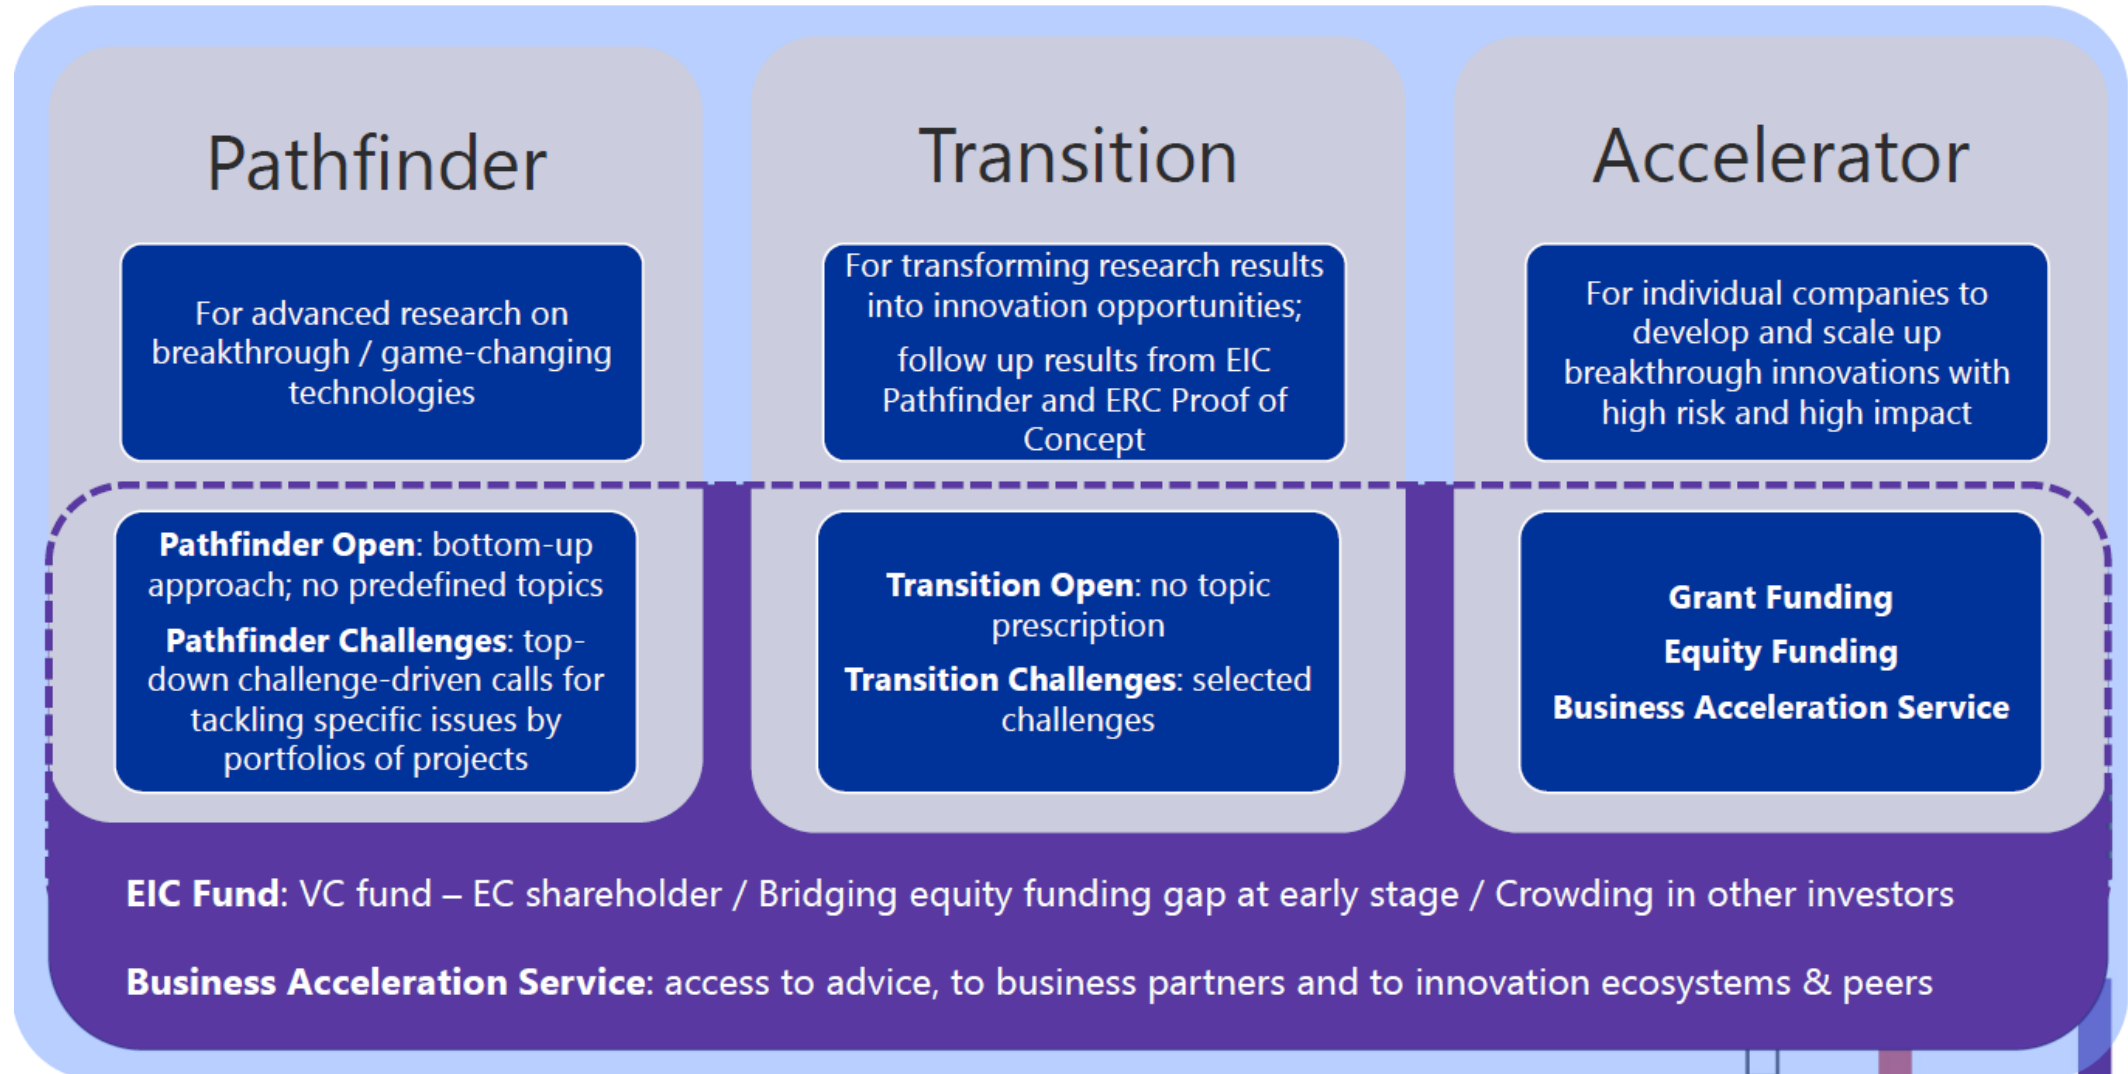 Pathfinder
For advanced research on
breakthrough / game-changing
technologies
Pathfinder Open: bottom-up
approach; no predefined topics
Pathfinder Challenges: top-
down challenge-driven calls for
tackling specific issues by
portfolios of projects
Transition
For transforming research results
into innovation opportunities;
follow up results from EIC
Pathfinder and ERC Proof of
Concept
Transition Open: no topic
prescription
Transition Challenges: selected
challenges
Accelerator
For individual companies to
develop and scale up
breakthrough innovations with
high risk and high impact
Grant Funding
Equity Funding
Business Acceleration Service
EIC Fund: VC fund – EC shareholder / Bridging equity funding gap at early stage / Crowding in other investors
Business Acceleration Service: access to advice, to business partners and to innovation ecosystems & peers